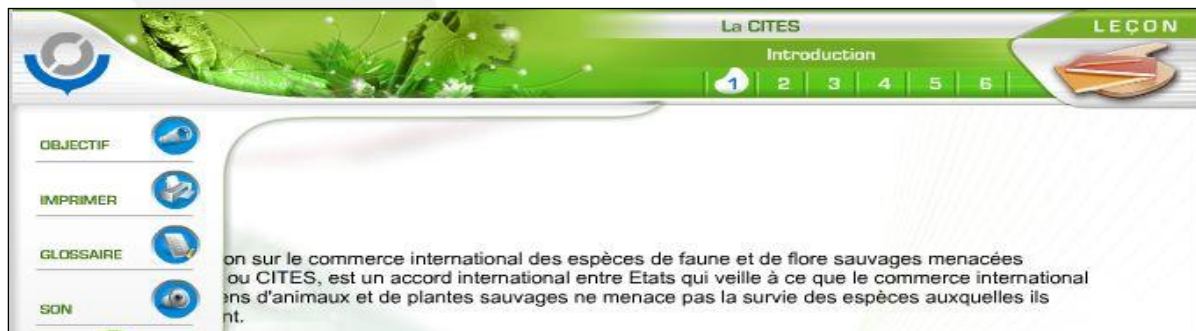 La CITES
LEÇON
Introduction
1 2 3 4 5 6
OBJECTIF
IMPRIMER
GLOSSAIRE
SON
on sur le commerce international des espèces de faune et de flore sauvages menacées
ou CITES, est un accord international entre Etats qui veille à ce que le commerce international
ens d'animaux et de plantes sauvages ne menace pas la survie des espèces auxquelles ils
nt.